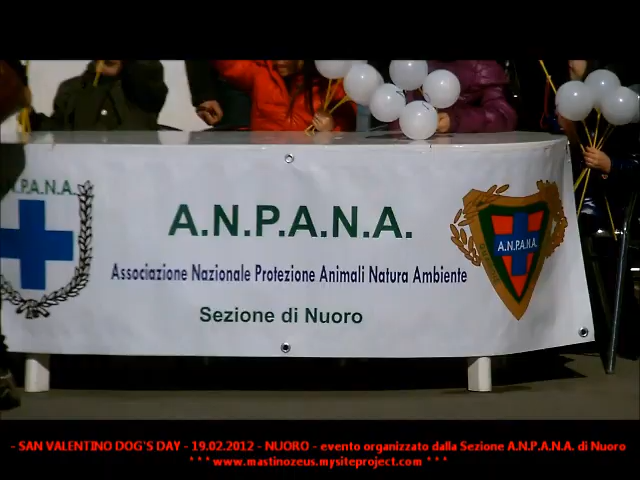 A.N.P.A.N.A.
A.N.P.A.N.A.
Associazione Nazionale Protezione Animali Natura Ambiente
Sezione di Nuoro
A.N.P.A.N.A.
- SAN VALENTINO DOG'S DAY - 19.02.2012 - NUORO - evento organizzato dalla Sezione A.N.P.A.N.A. di Nuoro
* * * www.mastinozeus.mysiteproject.com * * *